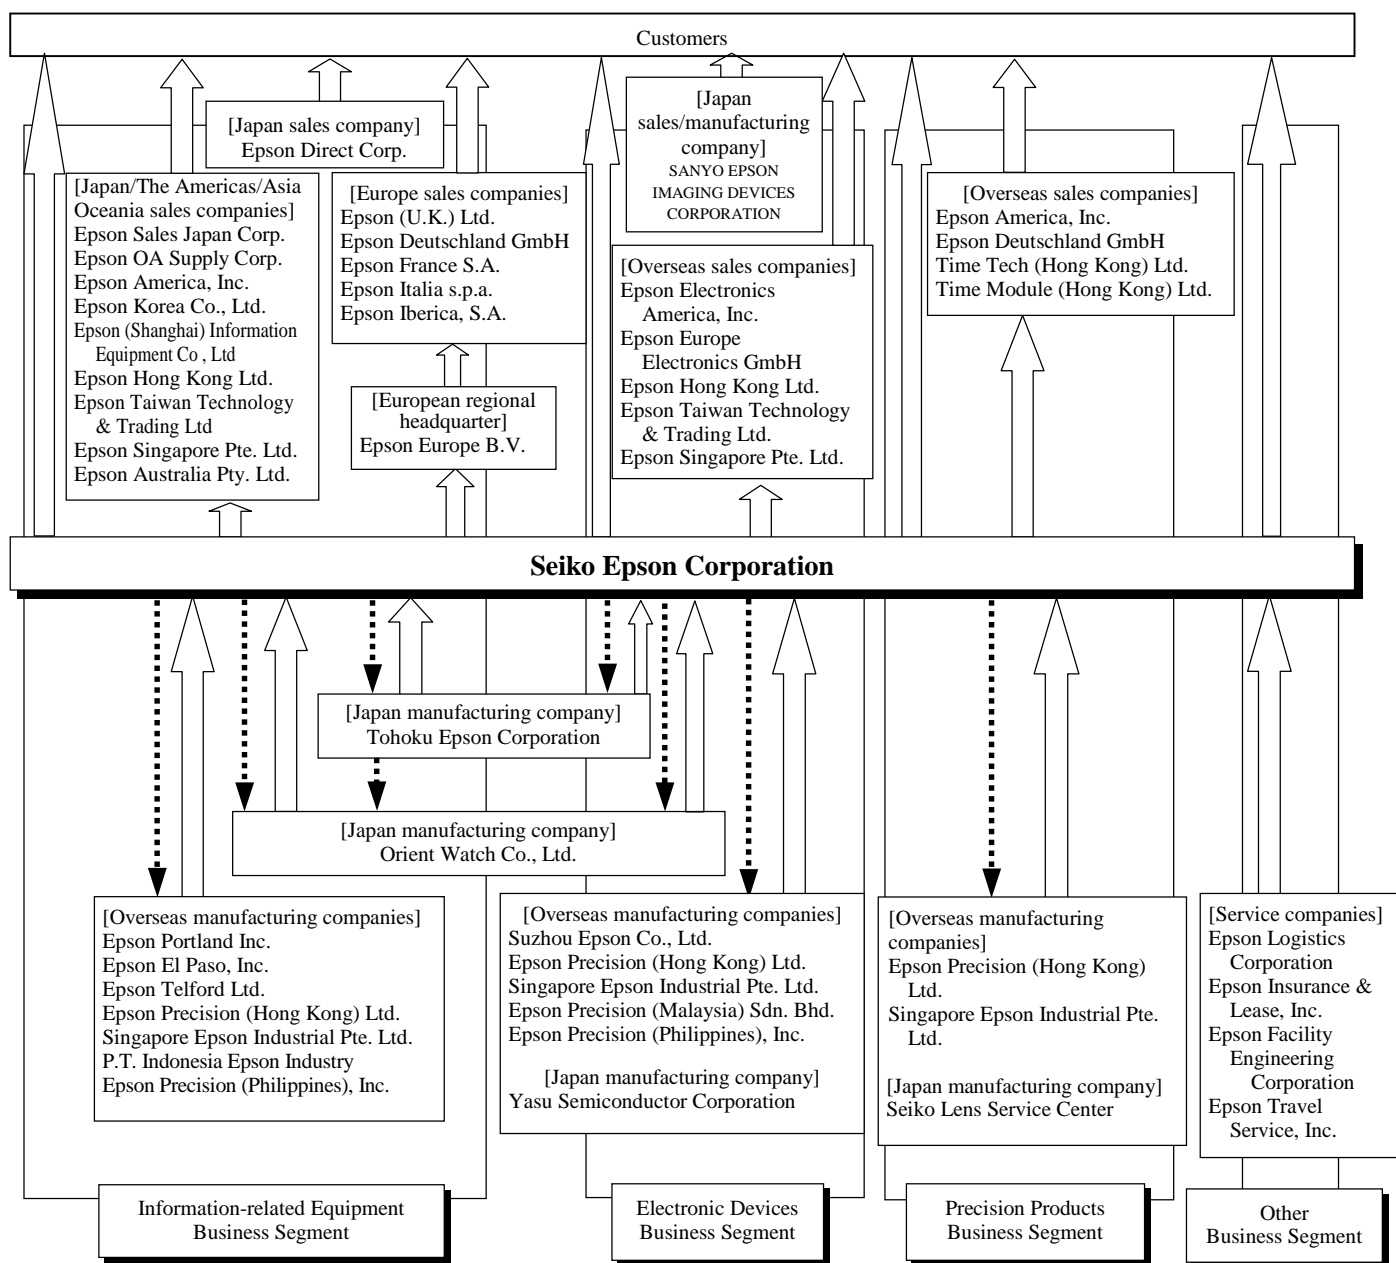 Customers
[Japan sales company]
Epson Direct Corp.
[Japan/The Americas/Asia
Oceania sales companies]
Epson Sales Japan Corp.
Epson OA Supply Corp.
Epson America, Inc.
Epson Korea Co., Ltd.
Epson (Shanghai) Information
Equipment Co , Ltd
Epson Hong Kong Ltd.
Epson Taiwan Technology
& Trading Ltd
Epson Singapore Pte. Ltd.
Epson Australia Pty. Ltd.
[Europe sales companies]
Epson (U.K.) Ltd.
Epson Deutschland GmbH
Epson France S.A.
Epson Italia s.p.a.
Epson Iberica, S.A.
[European regional
headquarter]
Epson Europe B.V.
[Japan
sales/manufacturing
company]
SANYO EPSON
IMAGING DEVICES
CORPORATION
[Overseas sales companies]
Epson Electronics
America, Inc.
Epson Europe
Electronics GmbH
Epson Hong Kong Ltd.
Epson Taiwan Technology
& Trading Ltd.
Epson Singapore Pte. Ltd.
[Overseas sales companies]
Epson America, Inc.
Epson Deutschland GmbH
Time Tech (Hong Kong) Ltd.
Time Module (Hong Kong) Ltd.
Seiko Epson Corporation
[Japan manufacturing company]
Tohoku Epson Corporation
[Japan manufacturing company]
Orient Watch Co., Ltd.
[Overseas manufacturing companies]
Epson Portland Inc.
Epson El Paso, Inc.
Epson Telford Ltd.
Epson Precision (Hong Kong) Ltd.
Singapore Epson Industrial Pte. Ltd.
P.T. Indonesia Epson Industry
Epson Precision (Philippines), Inc.
[Overseas manufacturing companies]
Suzhou Epson Co., Ltd.
Epson Precision (Hong Kong) Ltd.
Singapore Epson Industrial Pte. Ltd.
Epson Precision (Malaysia) Sdn. Bhd.
Epson Precision (Philippines), Inc.
[Japan manufacturing company]
Yasu Semiconductor Corporation
[Overseas manufacturing
companies]
Epson Precision (Hong Kong)
Ltd.
Singapore Epson Industrial Pte.
Ltd.
[Japan manufacturing company]
Seiko Lens Service Center
[Service companies]
Epson Logistics
Corporation
Epson Insurance &
Lease, Inc.
Epson Facility
Engineering
Corporation
Epson Travel
Service, Inc.
Information-related Equipment
Business Segment
Electronic Devices
Business Segment
Precision Products
Business Segment
Other
Business Segment